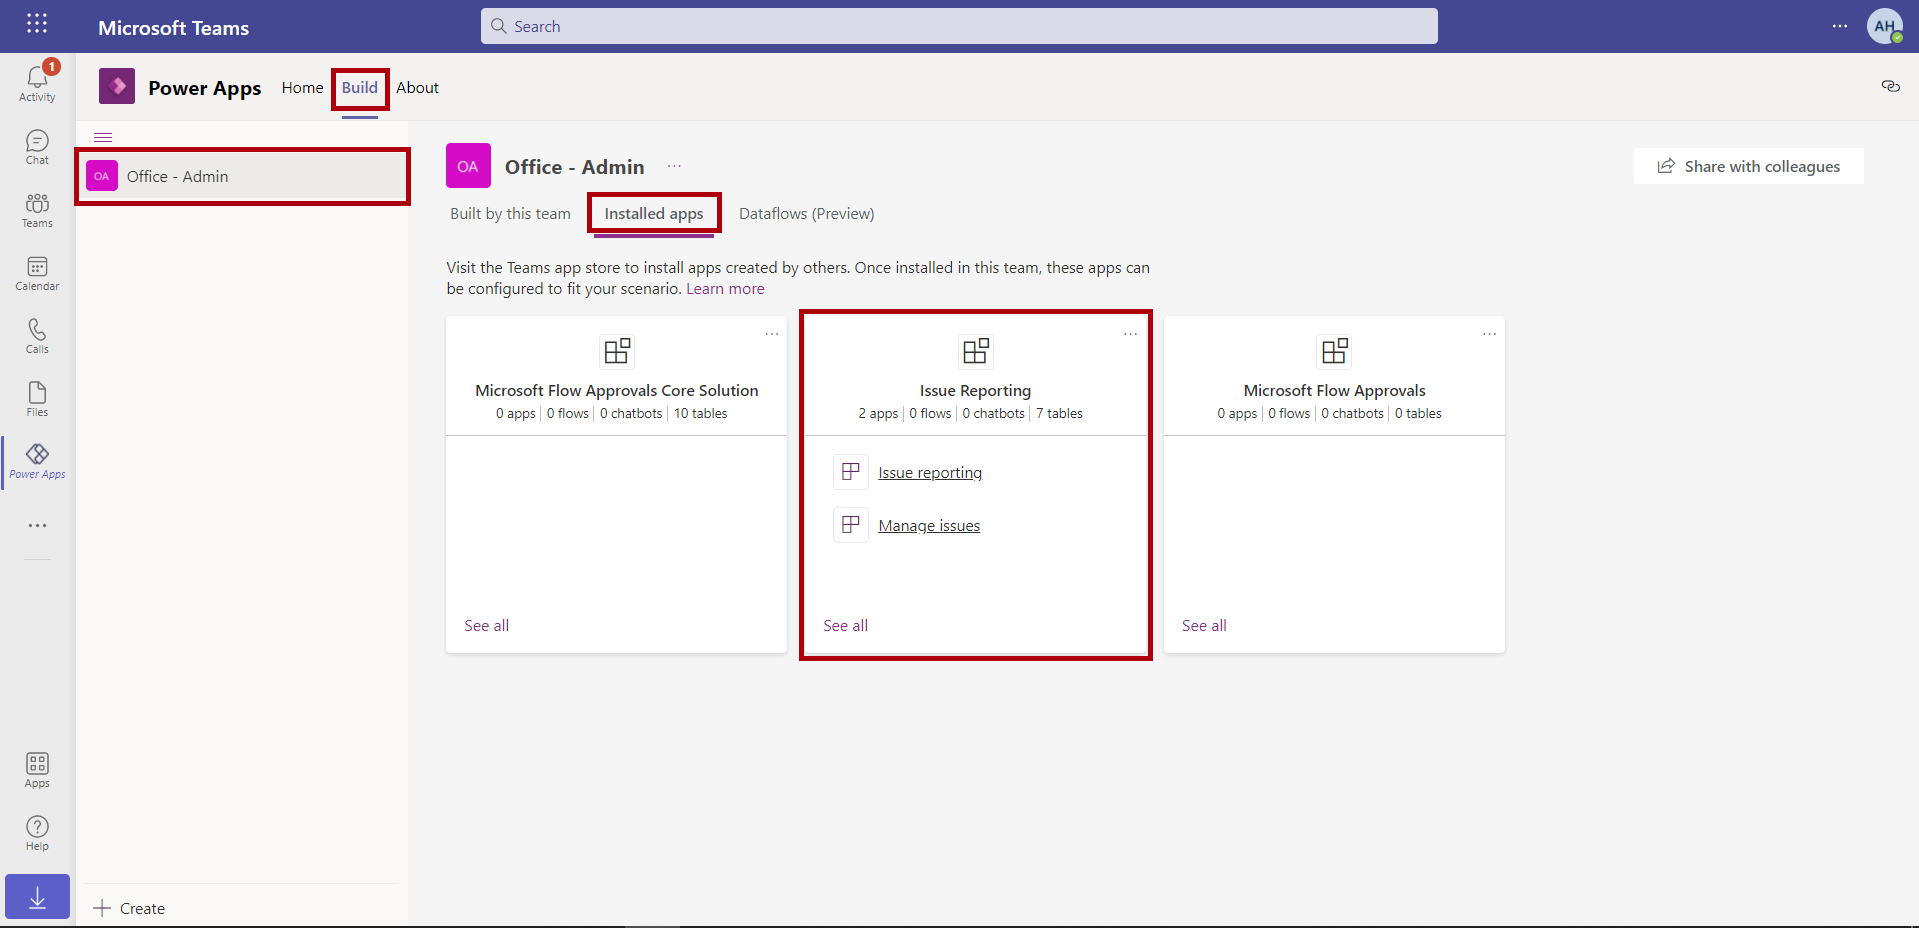 Microsoft Teams
Search
AH
1
Activity
Chat
Teams
Calendar
Calls
Files
Power Apps
Apps
Help
Power Apps Home Build About
OA Office - Admin
Create
OA Office - Admin
Share with colleagues
Built by this team Installed apps Dataflows (Preview)
Visit the Teams app store to install apps created by others. Once installed in this team, these apps can
be configured to fit your scenario. Learn more
Microsoft Flow Approvals Core Solution
0 apps | 0 flows | 0 chatbots | 10 tables
See all
Issue Reporting
2 apps | 0 flows | 0 chatbots | 7 tables
Issue reporting
Manage issues
See all
Microsoft Flow Approvals
0 apps | 0 flows | 0 chatbots | 0 tables
See all